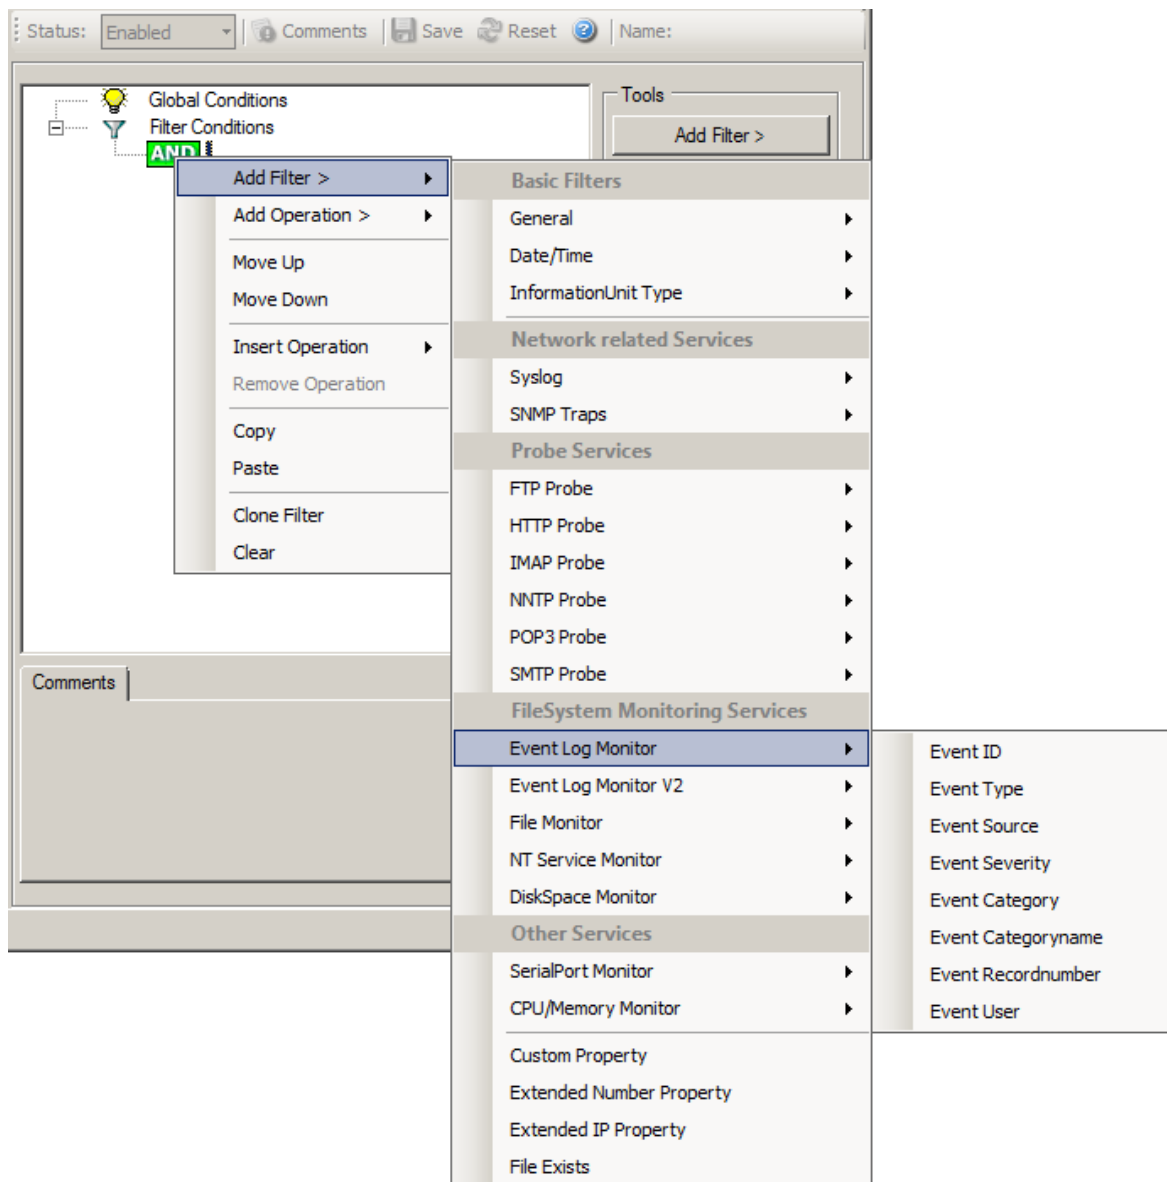 Status: Enabled Comments Save Reset Name:
Global Conditions
Filter Conditions
AND
Tools
Add Filter >
Add Filter >
Add Operation >
Move Up
Move Down
Insert Operation
Remove Operation
Copy
Paste
Clone Filter
Clear
Comments
Basic Filters
General
Date/Time
InformationUnit Type
Network related Services
Syslog
SNMP Traps
Probe Services
FTP Probe
HTTP Probe
IMAP Probe
NNTP Probe
POP3 Probe
SMTP Probe
FileSystem Monitoring Services
Event Log Monitor
Event Log Monitor V2
File Monitor
NT Service Monitor
DiskSpace Monitor
Other Services
SerialPort Monitor
CPU/Memory Monitor
Custom Property
Extended Number Property
Extended IP Property
File Exists
Event ID
Event Type
Event Source
Event Severity
Event Category
Event Categoryname
Event Recordnumber
Event User